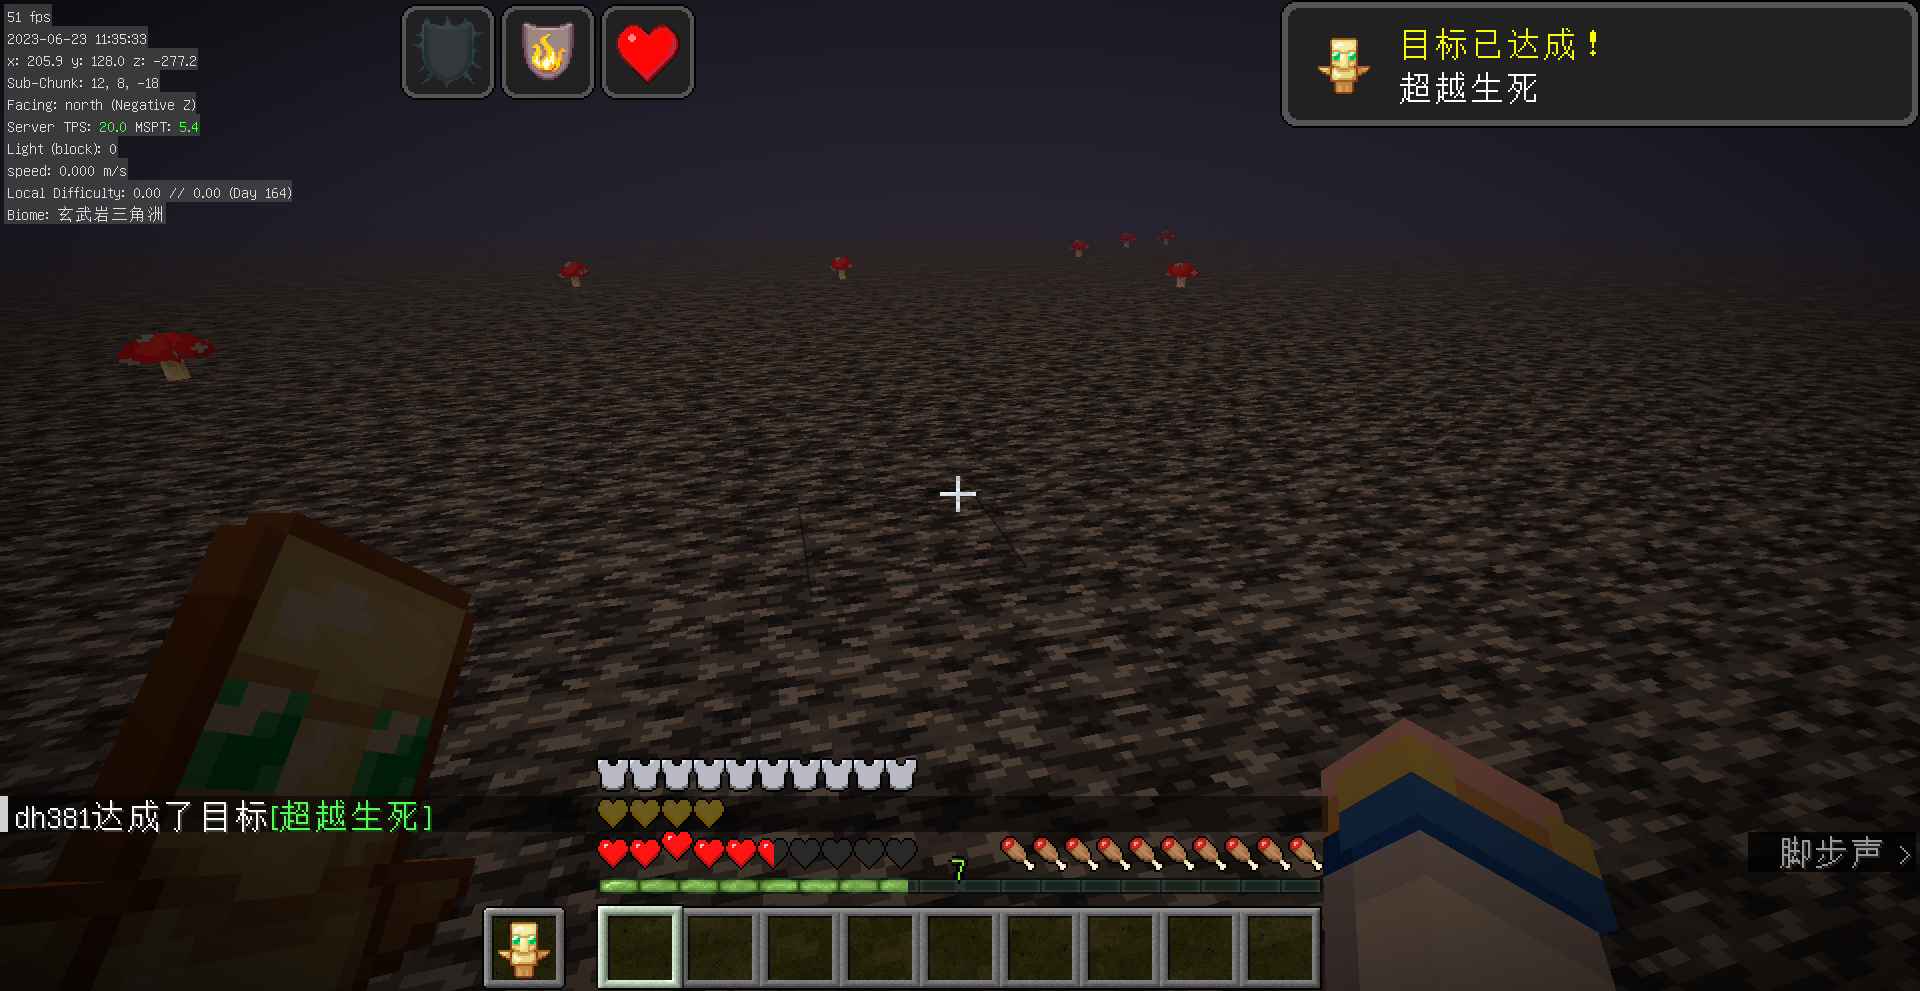 51 fps
2023-06-23 11:35:33
x: 205.9 y: 128.0 z: -277.2
Sub-Chunk: 12, 8, -18
Facing: north (Negative Z)
Server TPS: 20.0 MSPT: 5.4
Light (block): 0
speed: 0.000 m/s
Local Difficulty: 0.00 // 0.00 (Day 164)
Biome: 玄武岩三角洲
目标已达成！
超越生死
dh381达成了目标[超越生死]
脚步声 >
7